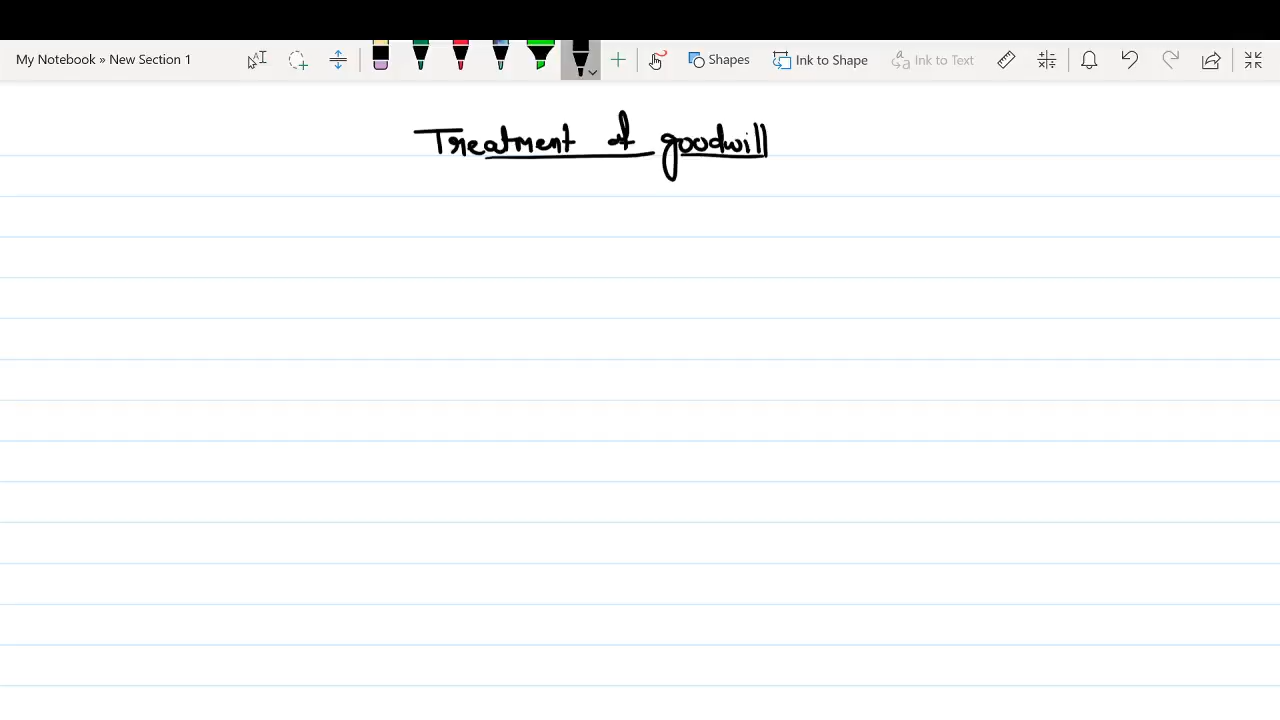 My Notebook » New Section 1
Shapes
Ink to Shape
Ink to Text
Treatment of goodwill